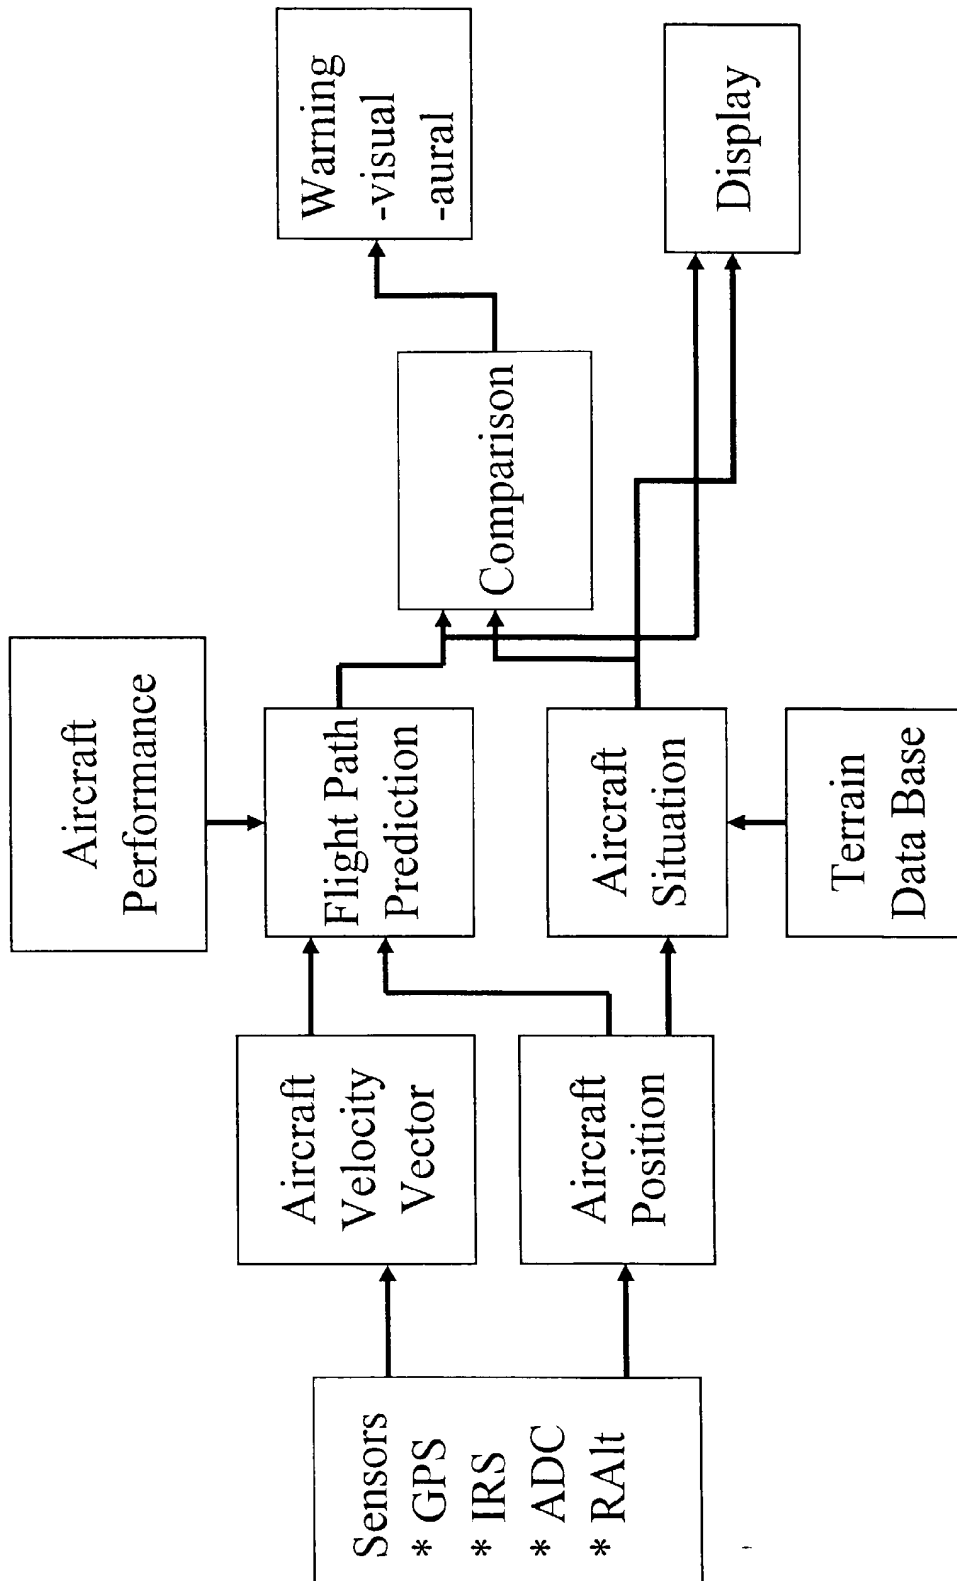 Sensors
* GPS
* IRS
* ADC
* RAlt
Aircraft
Velocity
Vector
Aircraft
Position
Aircraft
Performance
Flight Path
Prediction
Aircraft
Situation
Terrain
Data Base
Comparison
Warning
-visual
-aural
Display